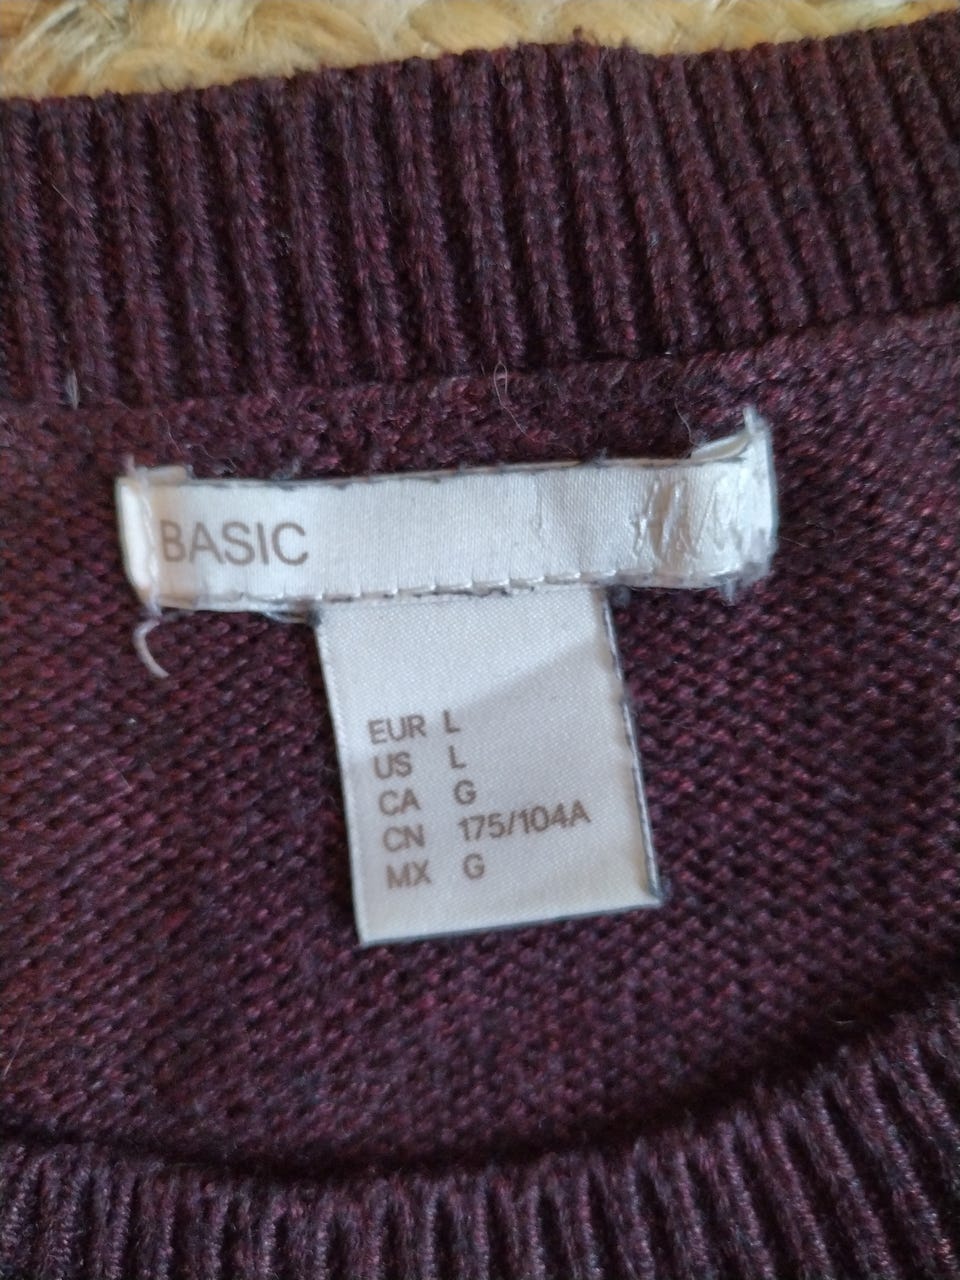 BASIC
EUR L
US L
CA G
CN 175/104A
MX G